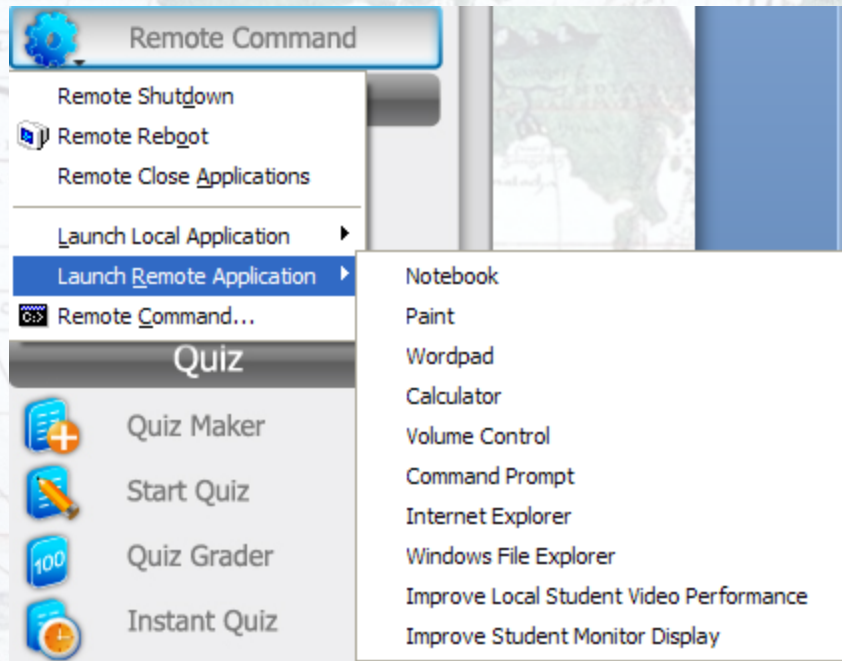 Remote Command
Remote Shutdown
Remote Reboot
Remote Close Applications
Launch Local Application
Launch Remote Application
Remote Command...
Notebook
Paint
Wordpad
Calculator
Volume Control
Command Prompt
Internet Explorer
Windows File Explorer
Improve Local Student Video Performance
Improve Student Monitor Display
Quiz
Quiz Maker
Start Quiz
100
Quiz Grader
Instant Quiz